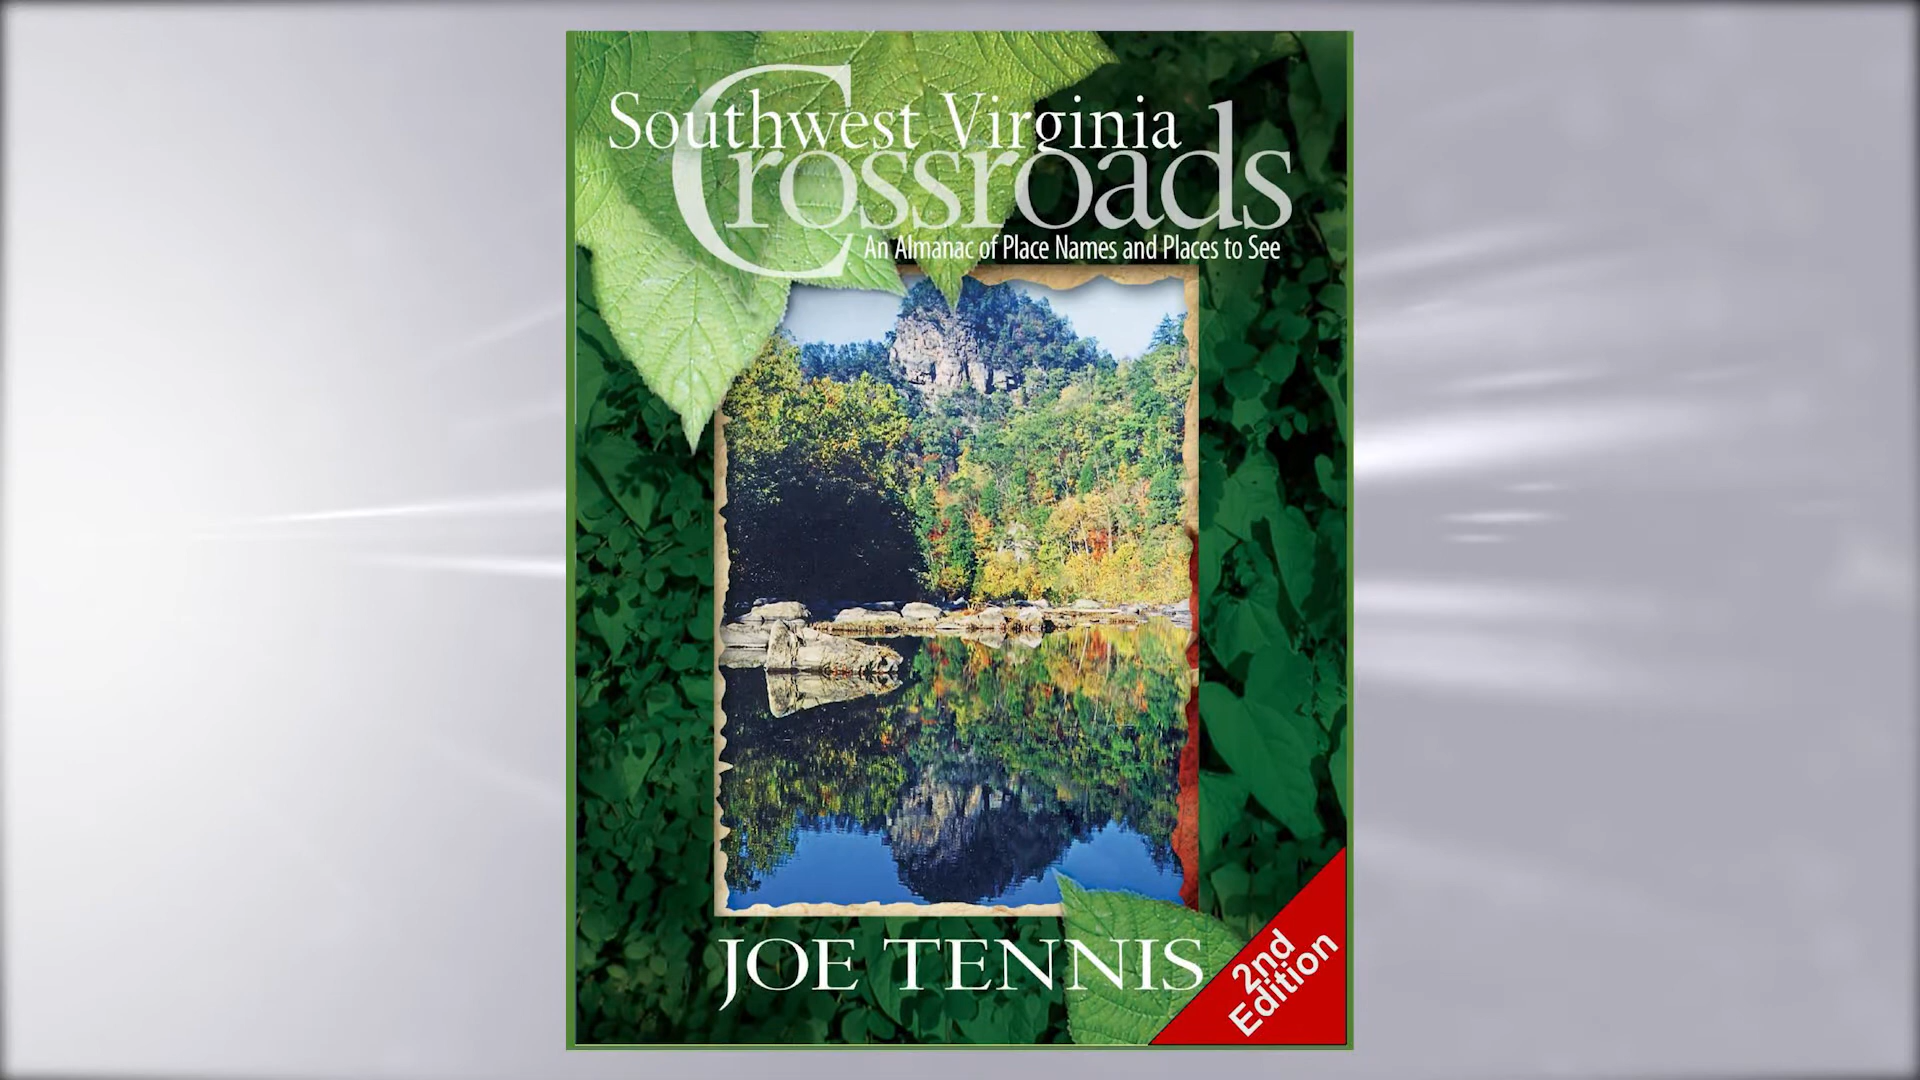 Southwest Virginia
Crossroads
An Almanac of Place Names and Places to See
JOE TENNIS
2nd
Edition